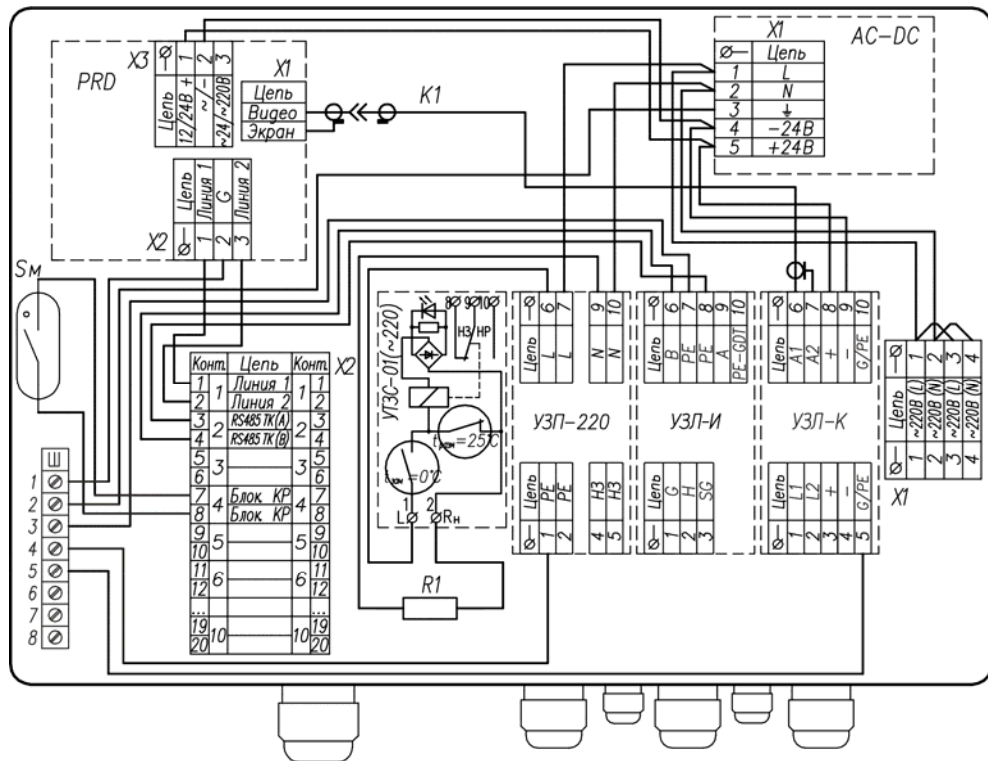 PRD
X3
Цепь
12/24В +
~/-
~24/~220В
1
2
3
X1
Цепь
Видео
Экран
K1
X1
AC-DC
Цепь
1 L
2 N
3
4 -24В
5 +24В
X2
Цепь
Линия 1
G
Линия 2
1
2
3
Sм
Конт. Цепь Конт.
X2
1 1 Линия 1 1 1
2 Линия 2 2
3 2 RS485 ТК(А) 2 3
4 RS485 ТК(В) 4
5 3 3 5
6 6
7 4 Блок. КР 4 7
8 Блок. КР 8
9 5 5 9
10 10
11 6 6 11
12 12
... ...
19 10 10 19
20 20
Ш
1
2
3
4
5
6
7
8
УТЗС-01(~220)
8 9 10
НЗ НР
tразм=25°C
tзам=0°C
1 2
L Rн
R1
Цепь
L
L
N
N
6
7
9
10
УЗП-220
Цепь
PE
PE
НЗ
НЗ
1
2
4
5
Цепь
B
PE
PE
A
PE-GDT
6
7
8
9
10
УЗЛ-И
Цепь
G
H
SG
1
2
3
Цепь
A1
A2
+
-
G/PE
6
7
8
9
10
УЗЛ-К
Цепь
L1
L2
+
-
G/PE
1
2
3
4
5
Цепь
~220В (L)
~220В (N)
~220В (L)
~220В (N)
1
2
3
4
1
2
3
4
X1